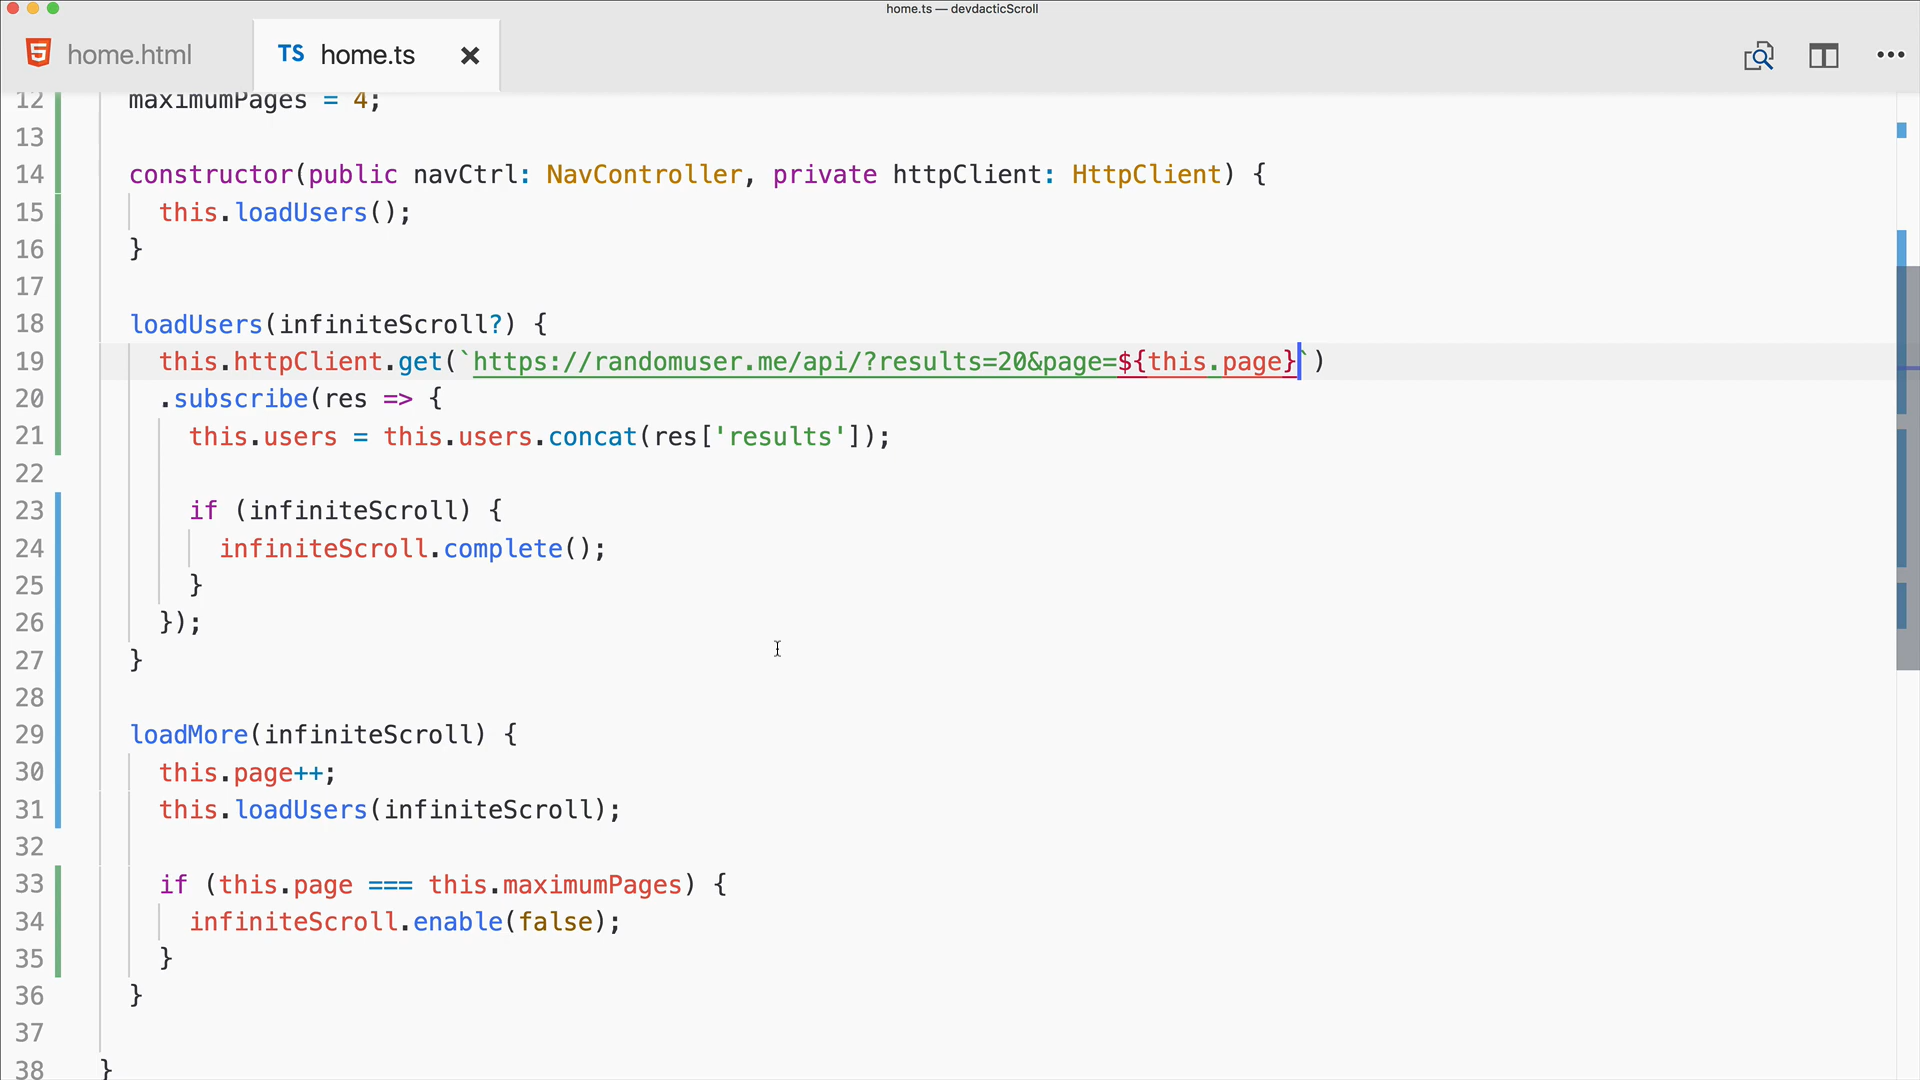 home.ts — devdacticScroll
home.html
TS home.ts
12 maximumPages = 4;
13
14 constructor(public navCtrl: NavController, private httpClient: HttpClient) {
15 this.loadUsers();
16 }
17
18 loadUsers(infiniteScroll?) {
19 this.httpClient.get(`https://randomuser.me/api/?results=20&page=${this.page}`)
20 .subscribe(res => {
21 this.users = this.users.concat(res['results']);
22
23 if (infiniteScroll) {
24 infiniteScroll.complete();
25 }
26 });
27 }
28
29 loadMore(infiniteScroll) {
30 this.page++;
31 this.loadUsers(infiniteScroll);
32
33 if (this.page === this.maximumPages) {
34 infiniteScroll.enable(false);
35 }
36 }
37
38 }